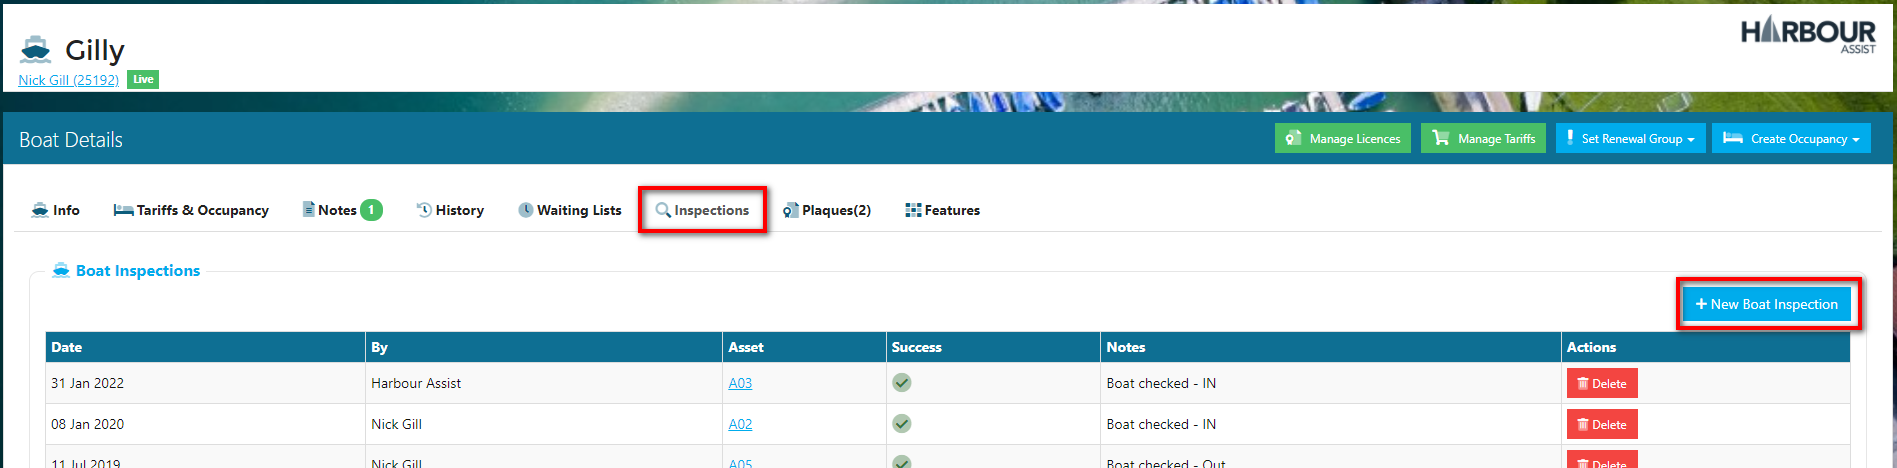 HARBOUR
ASSIST
Gilly
Nick Gill (25192) Live
Boat Details Manage Licences Manage Tariffs Set Renewal Group Create Occupancy
Info Tariffs & Occupancy Notes 1 History Waiting Lists Inspections Plaques(2) Features
Boat Inspections
+ New Boat Inspection
Date By Asset Success Notes Actions
31 Jan 2022 Harbour Assist A03 Boat checked - IN Delete
08 Jan 2020 Nick Gill A02 Boat checked - IN Delete
11 Jul 2019 Nick Gill A05 Boat checked - Out Delete